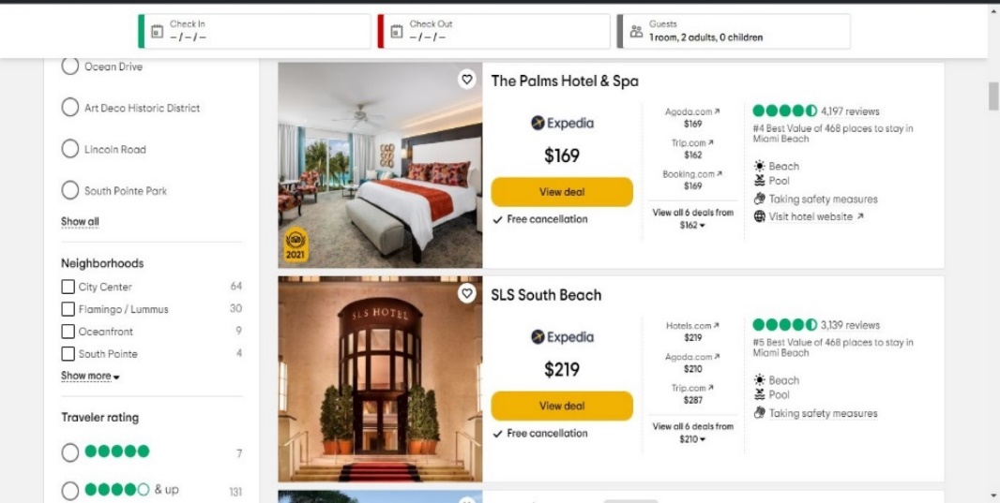 Check In
– / – / –
Check Out
– / – / –
Guests
1 room, 2 adults, 0 children
Ocean Drive
Art Deco Historic District
Lincoln Road
South Pointe Park
Show all
Neighborhoods
City Center 64
Flamingo / Lummus 30
Oceanfront 9
South Pointe 4
Show more
Traveler rating
7
& up 131
2021
The Palms Hotel & Spa
Expedia
$169
View deal
Free cancellation
Agoda.com
$169
Trip.com
$162
Booking.com
$169
View all 6 deals from
$162
4,197 reviews
#4 Best Value of 468 places to stay in
Miami Beach
Beach
Pool
Taking safety measures
Visit hotel website
SLS HOTEL
SLS South Beach
Expedia
$219
View deal
Free cancellation
Hotels.com
$219
Agoda.com
$210
Trip.com
$287
View all 6 deals from
$210
3,139 reviews
#5 Best Value of 468 places to stay in
Miami Beach
Beach
Pool
Taking safety measures